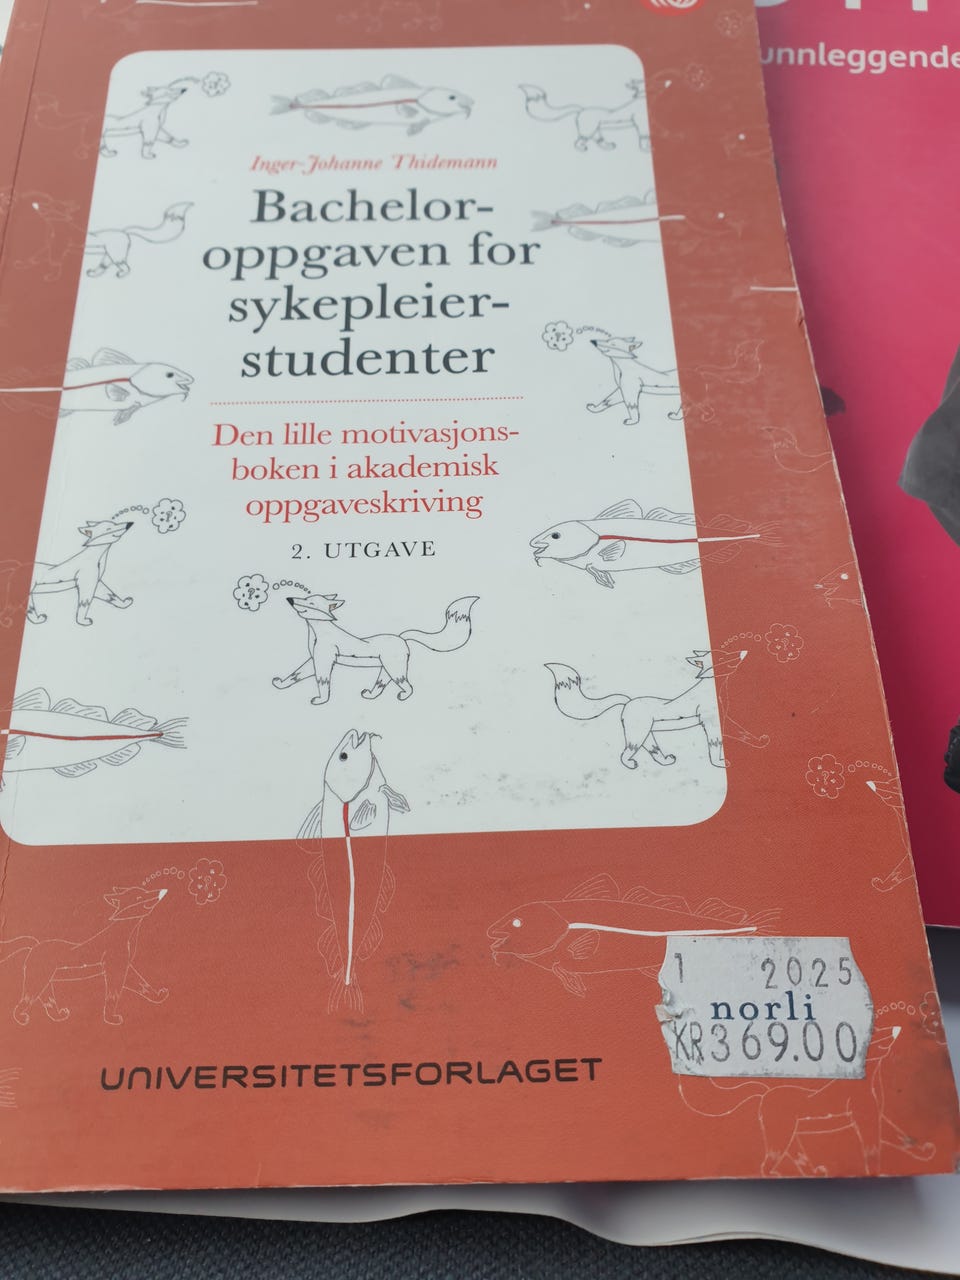 Inger-Johanne Thidemann
Bachelor-
oppgaven for
sykepleier-
studenter
Den lille motivasjons-
boken i akademisk
oppgaveskriving
2. UTGAVE
1 2025
norli
KR369.00
UNIVERSITETSFORLAGET
unnleggende